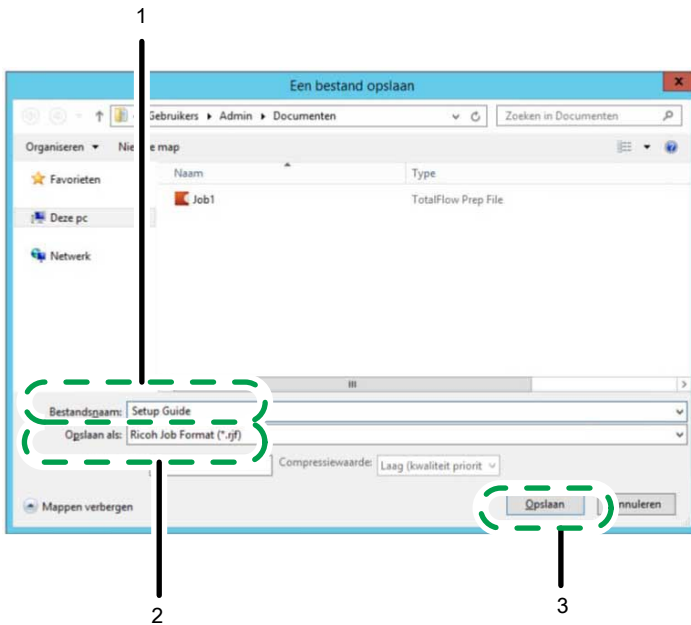 1
Een bestand opslaan
Gebruikers Admin Documenten Zoeken in Documenten
Organiseren map
Favorieten Naam Type
Job1 TotalFlow Prep File
Deze pc
Netwerk
Bestandsnaam: Setup Guide
Opslaan als: Ricoh Job Format (*.rjf)
Compressiewaarde: Laag (kwaliteit priorit
Mappen verbergen Opslaan
2 3